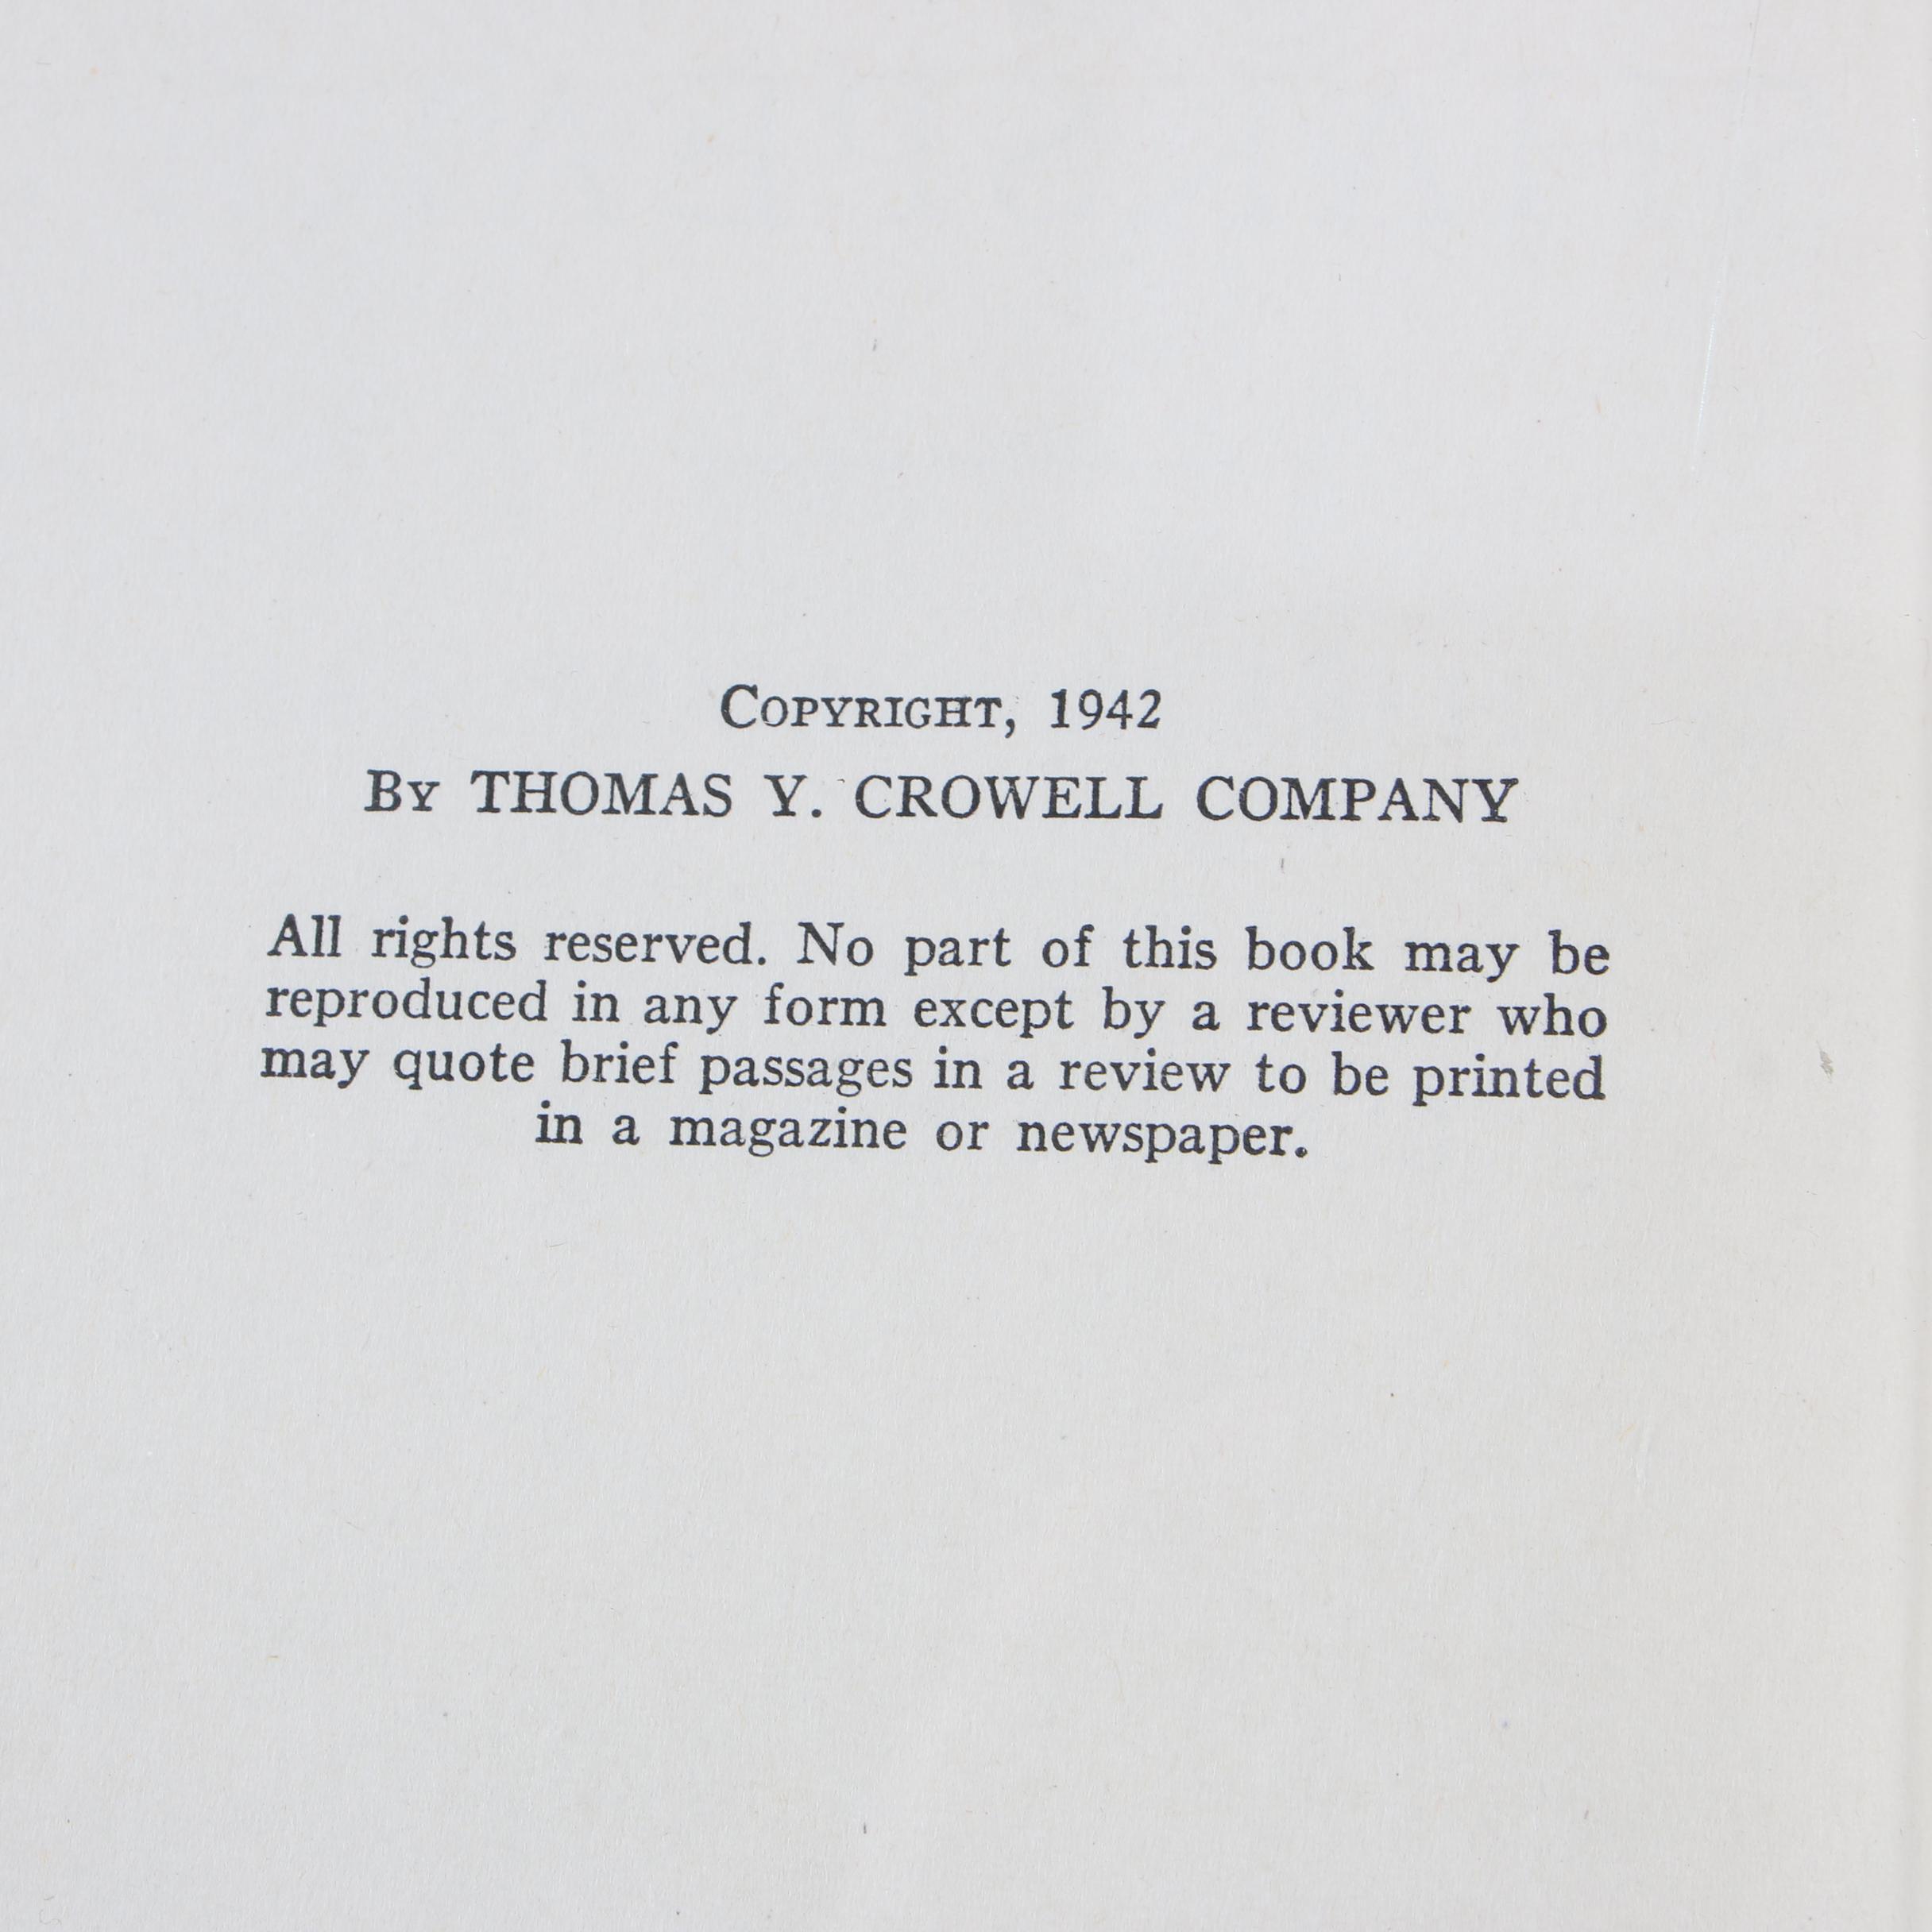 Copyright, 1942
By THOMAS Y. CROWELL COMPANY
All rights reserved. No part of this book may be
reproduced in any form except by a reviewer who
may quote brief passages in a review to be printed
in a magazine or newspaper.